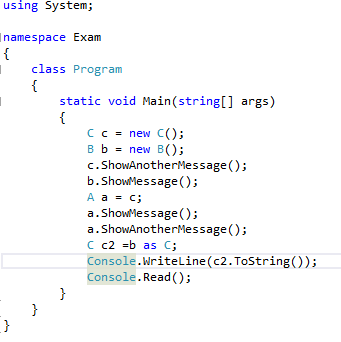 using System;
namespace Exam
{
class Program
{
static void Main(string[] args)
{
C c = new C();
B b = new B();
c.ShowAnotherMessage();
b.ShowMessage();
A a = c;
a.ShowMessage();
a.ShowAnotherMessage();
C c2 =b as C;
Console.WriteLine(c2.ToString());
Console.Read();
}
}
}